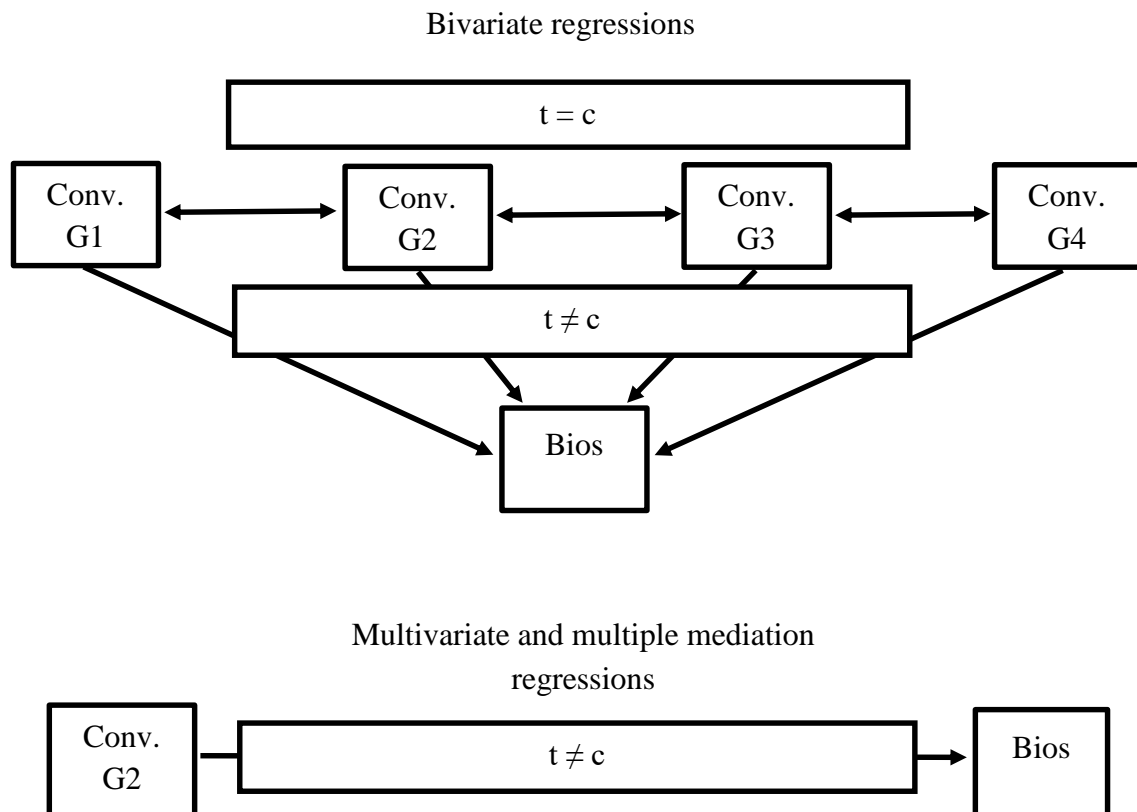 Bivariate regressions
t = c
Conv.
G1
Conv.
G2
Conv.
G3
Conv.
G4
t ≠ c
Bios
Multivariate and multiple mediation
regressions
Conv.
G2
t ≠ c
Bios